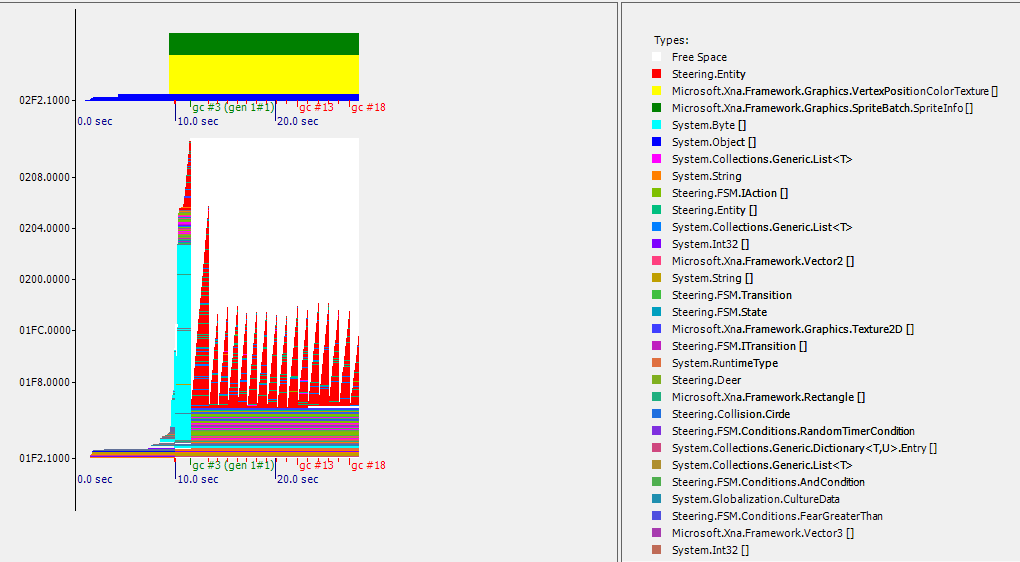 02F2.1000
gc #3 (gen 1#1) gc #13 gc #18
0.0 sec 10.0 sec 20.0 sec
0208.0000
0204.0000
0200.0000
01FC.0000
01F8.0000
01F2.1000
gc #3 (gen 1#1) gc #13 gc #18
0.0 sec 10.0 sec 20.0 sec
Types:
Free Space
Steering.Entity
Microsoft.Xna.Framework.Graphics.VertexPositionColorTexture []
Microsoft.Xna.Framework.Graphics.SpriteBatch.SpriteInfo []
System.Byte []
System.Object []
System.Collections.Generic.List<T>
System.String
Steering.FSM.IAction []
Steering.Entity []
System.Collections.Generic.List<T>
System.Int32 []
Microsoft.Xna.Framework.Vector2 []
System.String []
Steering.FSM.Transition
Steering.FSM.State
Microsoft.Xna.Framework.Graphics.Texture2D []
Steering.FSM.ITransition []
System.RuntimeType
Steering.Deer
Microsoft.Xna.Framework.Rectangle []
Steering.Collision.Circle
Steering.FSM.Conditions.RandomTimerCondition
System.Collections.Generic.Dictionary<T,U>.Entry []
System.Collections.Generic.List<T>
Steering.FSM.Conditions.AndCondition
System.Globalization.CultureData
Steering.FSM.Conditions.FearGreaterThan
Microsoft.Xna.Framework.Vector3 []
System.Int32 []